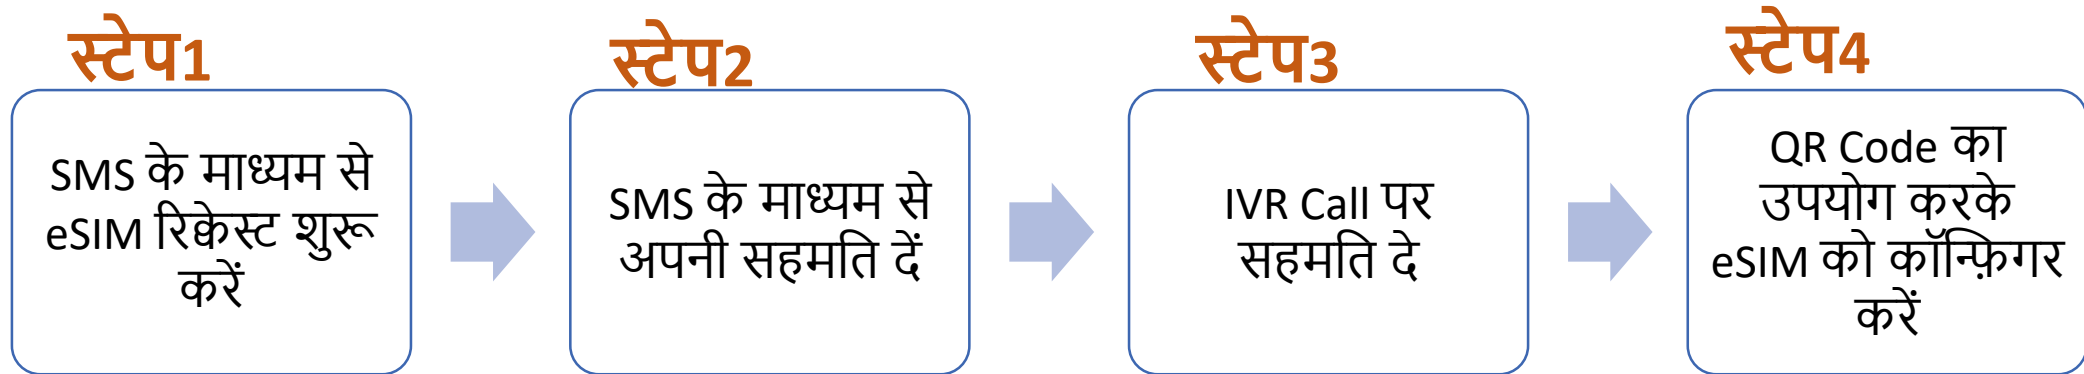 स्टेप1
SMS के माध्यम से
eSIM रिक्वेस्ट शुरू
करें
स्टेप2
SMS के माध्यम से
अपनी सहमति दें
स्टेप3
IVR Call पर
सहमति दे
स्टेप4
QR Code का
उपयोग करके
eSIM को कॉन्फ़िगर
करें